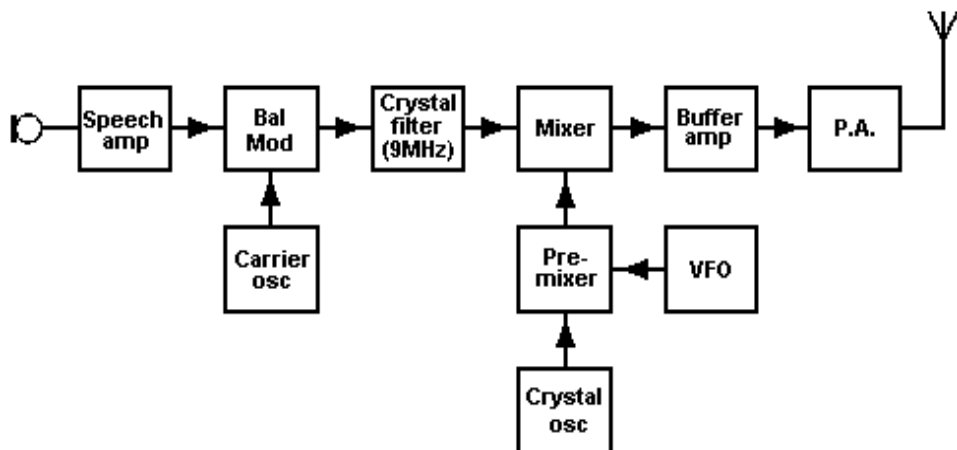 Speech
amp
Bal
Mod
Crystal
filter
(9MHz)
Mixer
Buffer
amp
P.A.
Carrier
osc
Pre-
mixer
VFO
Crystal
osc